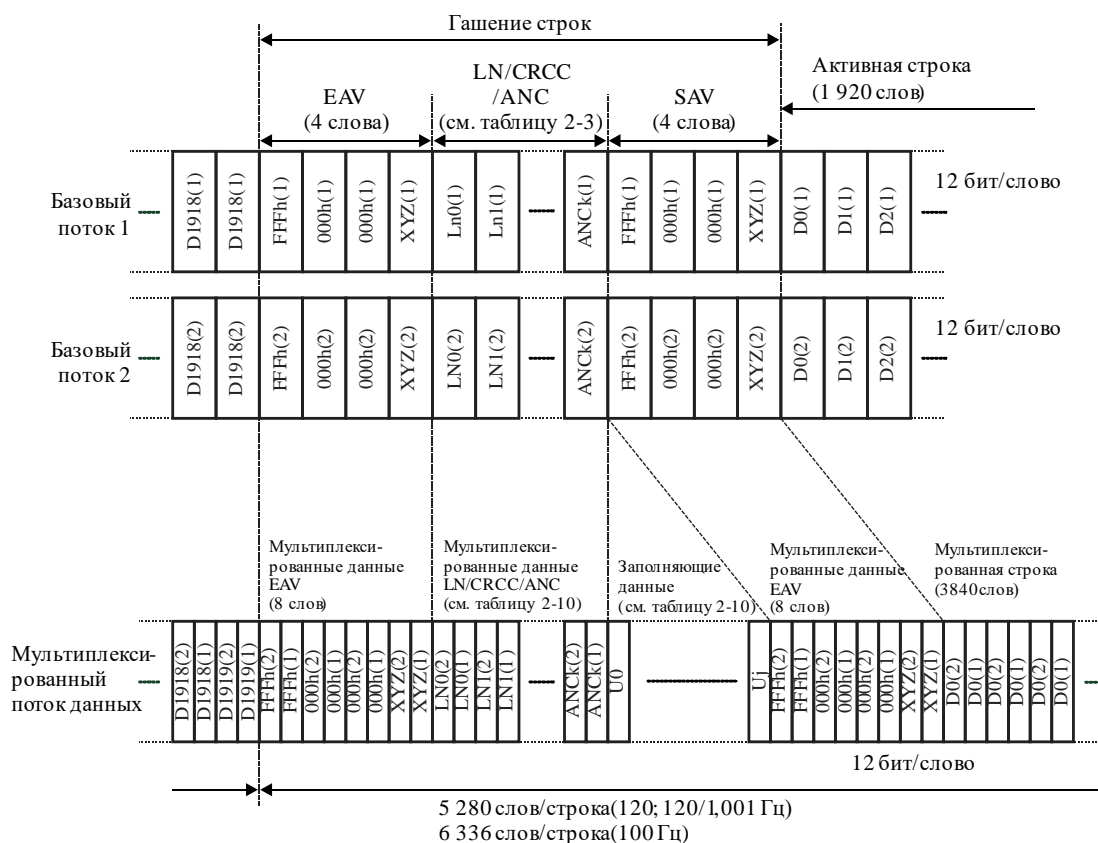 Гашение строк
LN/CRCC
/ANC
(см. таблицу 2-3)
EAV
(4 слова)
SAV
(4 слова)
Активная строка
(1 920 слов)
Базовый
поток 1
D1918(1)
D1918(1)
FFFh(1)
000h(1)
000h(1)
XYZ(1)
Ln0(1)
Ln1(1)
ANCk(1)
FFFh(1)
000h(1)
000h(1)
XYZ(1)
D0(1)
D1(1)
D2(1)
12 бит/слово
Базовый
поток 2
D1918(2)
D1918(2)
FFFh(2)
000h(2)
000h(2)
XYZ(2)
LN0(2)
LN1(2)
ANCk(2)
FFFh(2)
000h(2)
000h(2)
XYZ(2)
D0(2)
D1(2)
D2(2)
12 бит/слово
Мультиплекси-
рованные данные
EAV
(8 слов)
Мультиплекси-
рованные данные
LN/CRCC/ANC
(см. таблицу 2-10)
Заполняющие
данные
(см. таблицу 2-10)
Мультиплекси-
рованные данные
EAV
(8 слов)
Мультиплекси-
рованная строка
(3840слов)
Мультиплекси-
рованный
поток данных
D1918(2)
D1918(1)
D1919(2)
D1919(1)
FFFh(2)
FFFh(1)
000h(2)
000h(1)
000h(2)
000h(1)
XYZ(2)
XYZ(1)
LN0(2)
LN0(1)
LN1(2)
LN1(1)
ANCk(2)
ANCk(1)
U0
Uj
FFFh(2)
FFFh(1)
000h(2)
000h(1)
000h(2)
000h(1)
XYZ(2)
XYZ(1)
D0(2)
D0(1)
D0(2)
D0(1)
D0(2)
D0(1)
12 бит/слово
5 280 слов/строка(120; 120/1,001 Гц)
6 336 слов/строка(100 Гц)